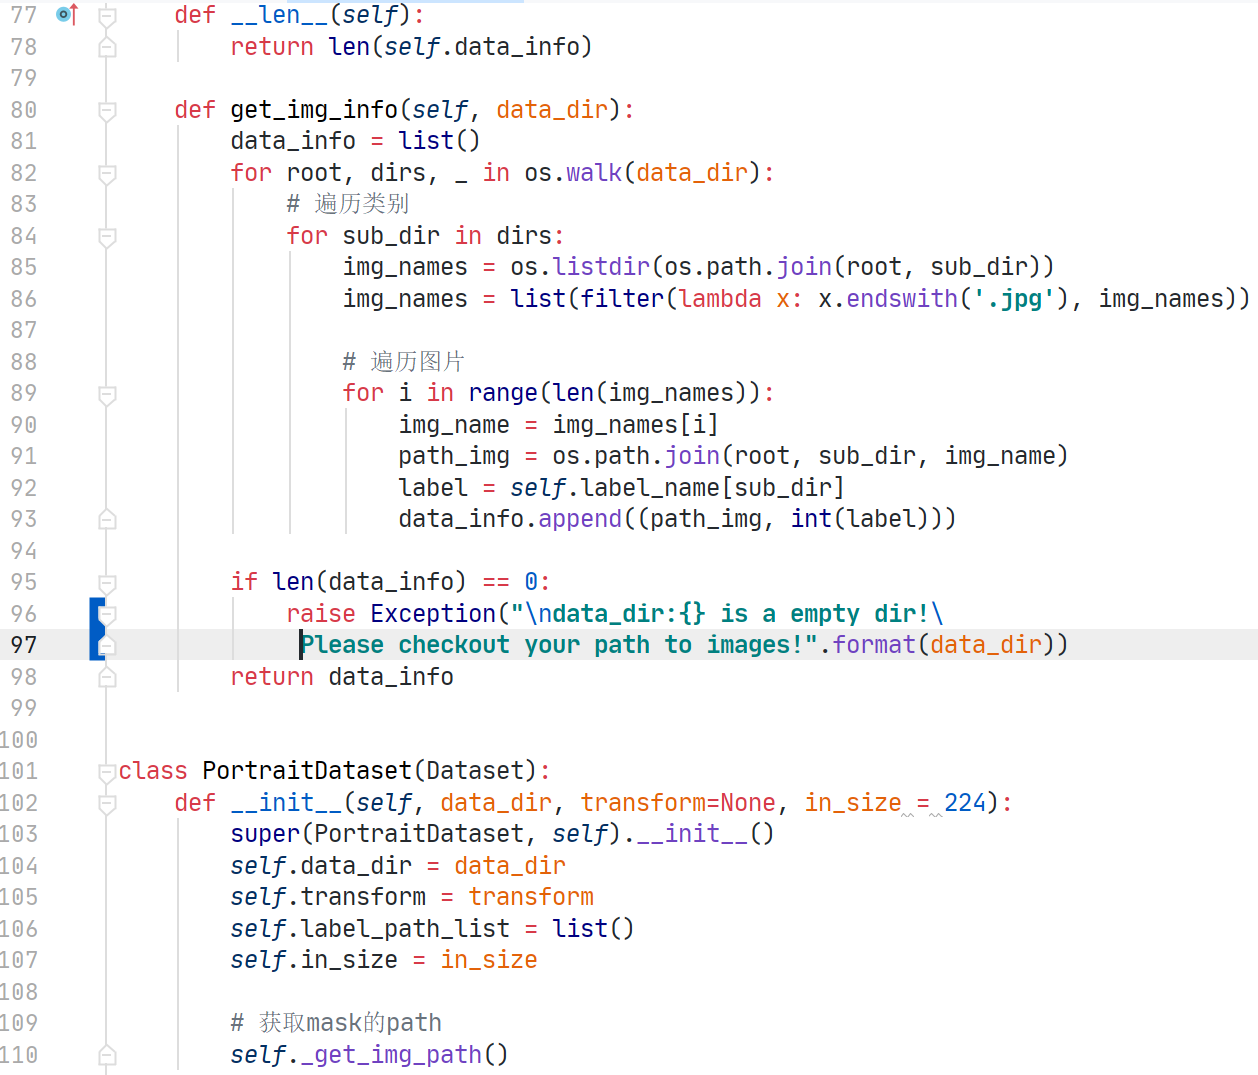 77 def __len__(self):
78 return len(self.data_info)
79
80 def get_img_info(self, data_dir):
81 data_info = list()
82 for root, dirs, _ in os.walk(data_dir):
83 # 遍历类别
84 for sub_dir in dirs:
85 img_names = os.listdir(os.path.join(root, sub_dir))
86 img_names = list(filter(lambda x: x.endswith('.jpg'), img_names))
87
88 # 遍历图片
89 for i in range(len(img_names)):
90 img_name = img_names[i]
91 path_img = os.path.join(root, sub_dir, img_name)
92 label = self.label_name[sub_dir]
93 data_info.append((path_img, int(label)))
94
95 if len(data_info) == 0:
96 raise Exception("\ndata_dir:{} is a empty dir!\
97 Please checkout your path to images!".format(data_dir))
98 return data_info
99
100
101 class PortraitDataset(Dataset):
102 def __init__(self, data_dir, transform=None, in_size = 224):
103 super(PortraitDataset, self).__init__()
104 self.data_dir = data_dir
105 self.transform = transform
106 self.label_path_list = list()
107 self.in_size = in_size
108
109 # 获取mask的path
110 self._get_img_path()